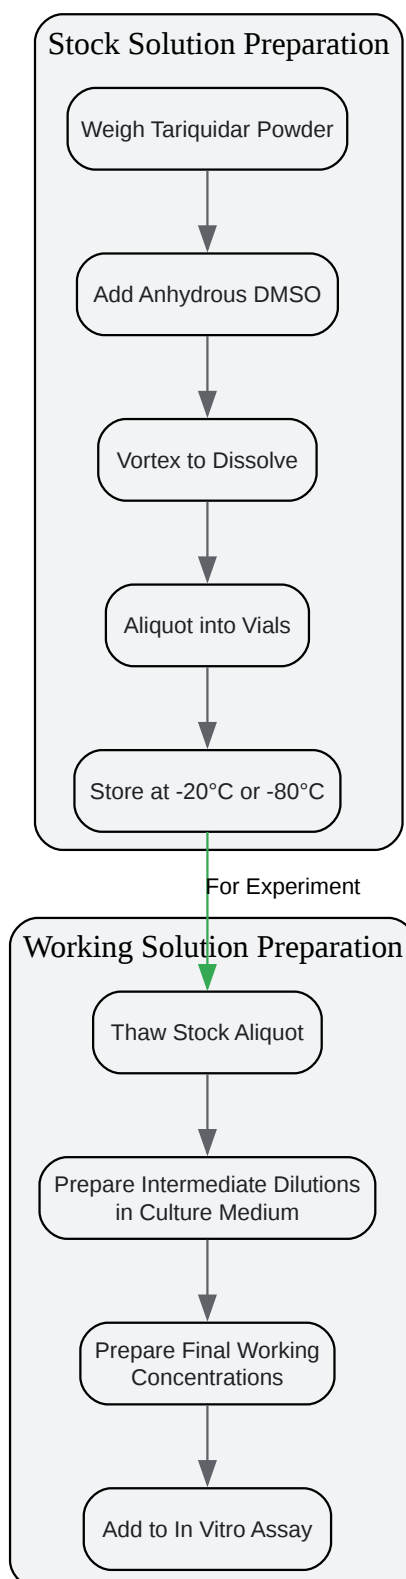 Stock Solution Preparation
Weigh Tariquidar Powder
Add Anhydrous DMSO
Vortex to Dissolve
Aliquot into Vials
Store at -20°C or -80°C
For Experiment
Working Solution Preparation
Thaw Stock Aliquot
Prepare Intermediate Dilutions
in Culture Medium
Prepare Final Working
Concentrations
Add to In Vitro Assay